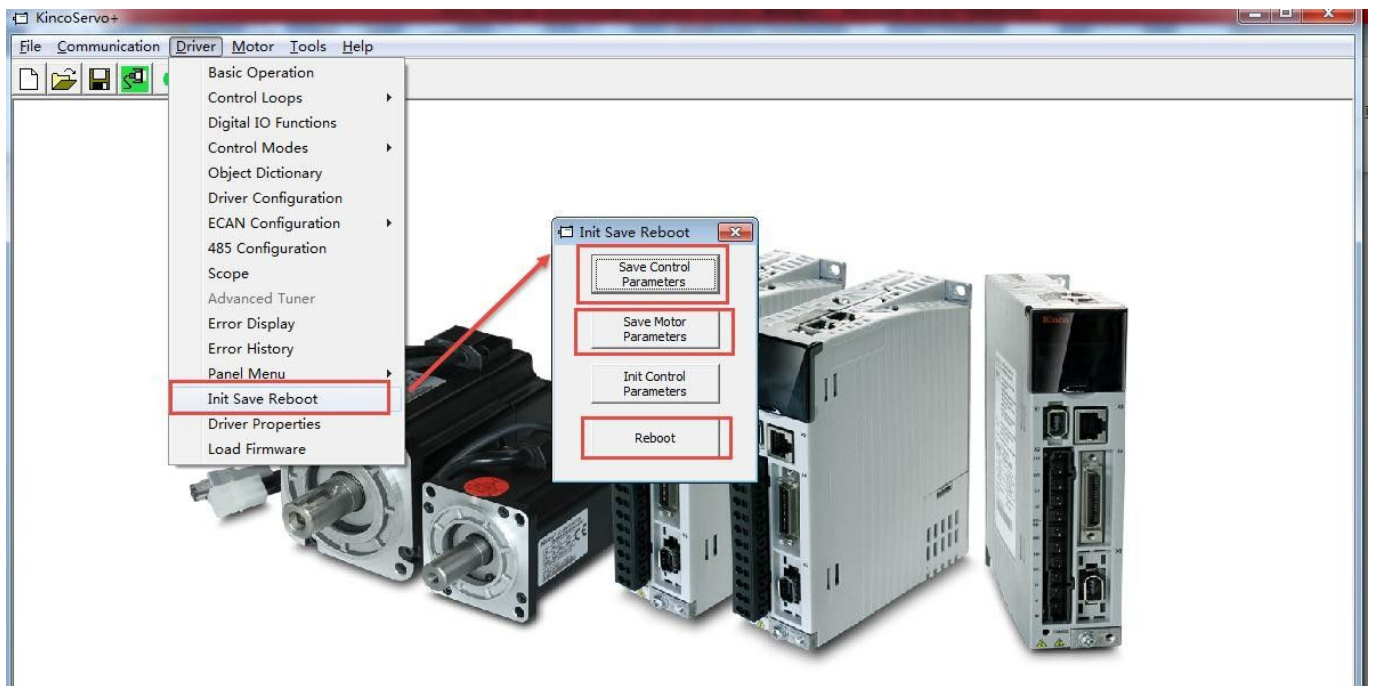 KincoServo+
File Communication Driver Motor Tools Help
Basic Operation
Control Loops
Digital IO Functions
Control Modes
Object Dictionary
Driver Configuration
ECAN Configuration
485 Configuration
Scope
Advanced Tuner
Error Display
Error History
Panel Menu
Init Save Reboot
Driver Properties
Load Firmware
Init Save Reboot
Save Control
Parameters
Save Motor
Parameters
Init Control
Parameters
Reboot
Kinco